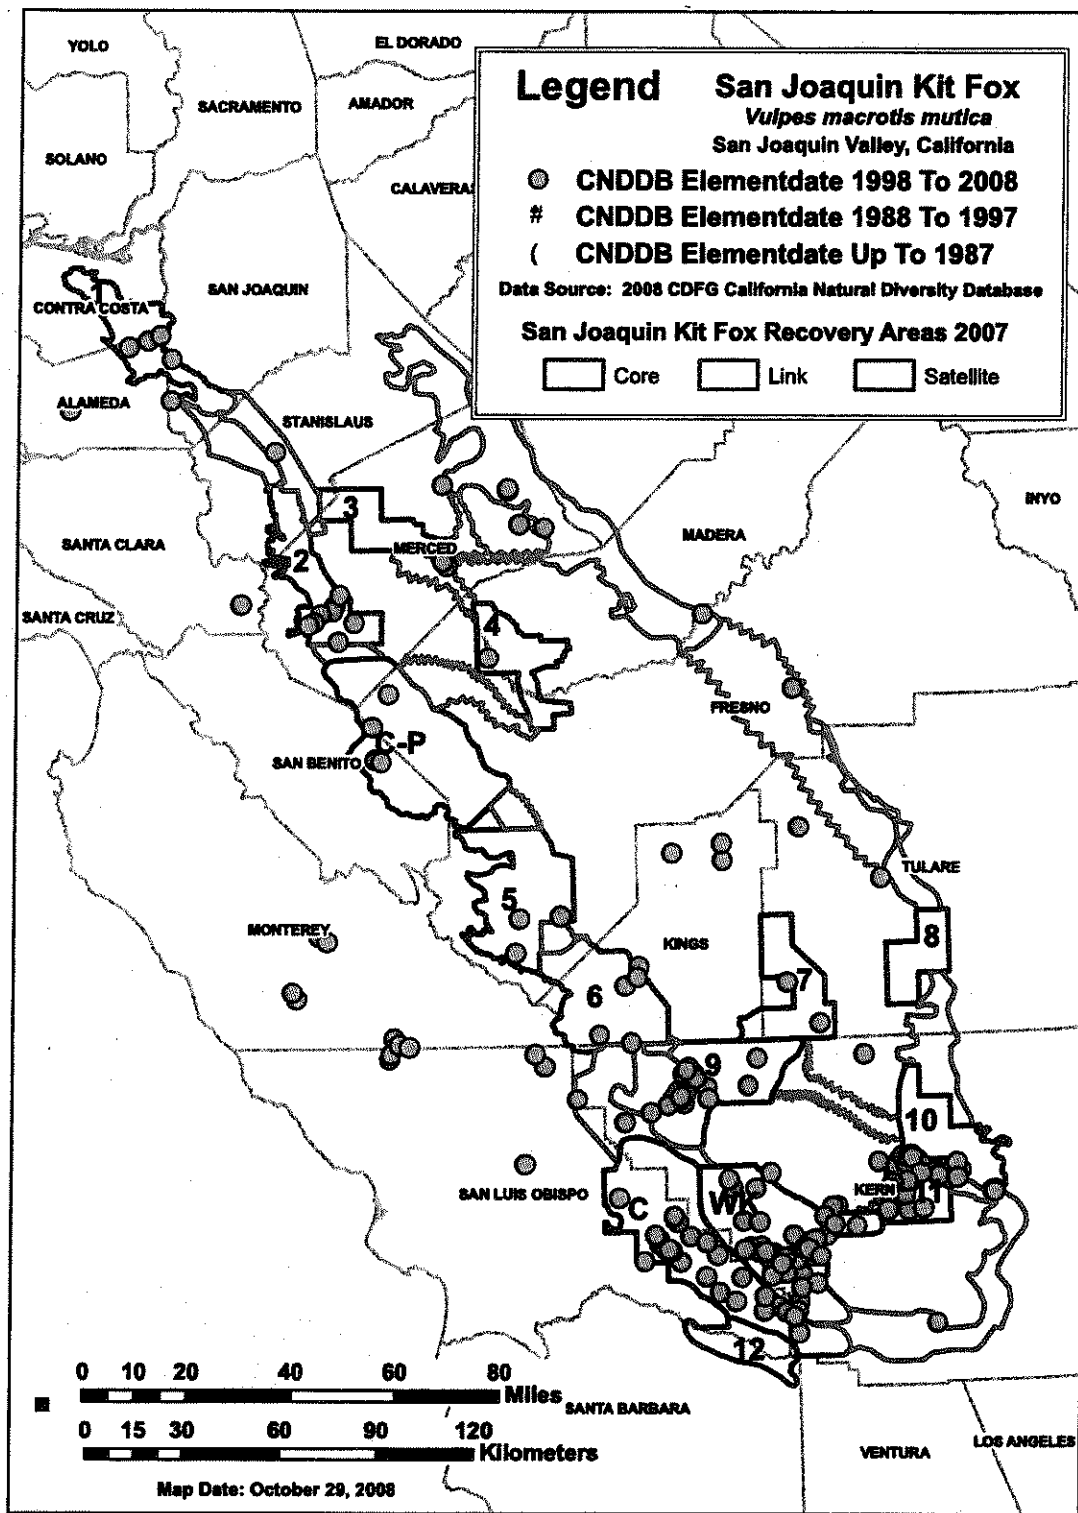 YOLO
EL DORADO
SACRAMENTO
AMADOR
SOLANO
CALAVERAS
Legend
San Joaquin Kit Fox
Vulpes macrotis mutica
San Joaquin Valley, California
CNDDB Elementdate 1998 To 2008
# CNDDB Elementdate 1988 To 1997
( CNDDB Elementdate Up To 1987
Data Source: 2008 CDFG California Natural Diversity Database
San Joaquin Kit Fox Recovery Areas 2007
Core Link Satellite
SAN JOAQUIN
CONTRA COSTA
ALAMEDA
STANISLAUS
INYO
3
MADERA
SANTA CLARA
MERCED
2
SANTA CRUZ
4
FRESNO
C-P
SAN BENITO
TULARE
5
MONTEREY
KINGS
8
7
6
9
10
KERN
11
SAN LUIS OBISPO
C
WK
12
0 10 20 40 60 80
Miles
SANTA BARBARA
0 15 30 60 90 120
Kilometers
VENTURA
LOS ANGELES
Map Date: October 29, 2008